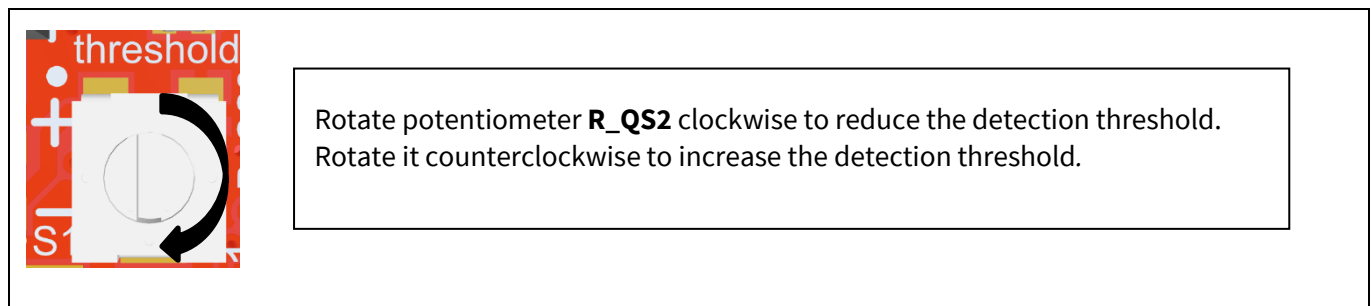 threshold
+
S1
Rotate potentiometer R_QS2 clockwise to reduce the detection threshold.
Rotate it counterclockwise to increase the detection threshold.